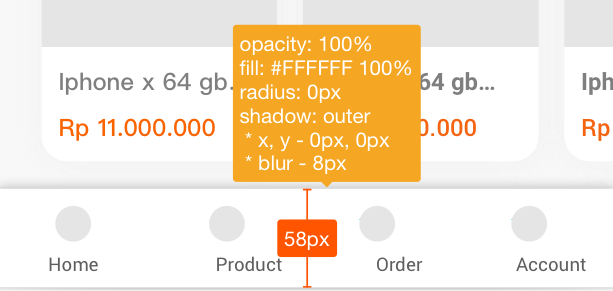 opacity: 100%
fill: #FFFFFF 100%
radius: 0px
shadow: outer
* x, y - 0px, 0px
* blur - 8px
Iphone x 64 gb.
64 gb...
Iph
Rp 11.000.000
0.000
Rp
58px
Home
Product
Order
Account